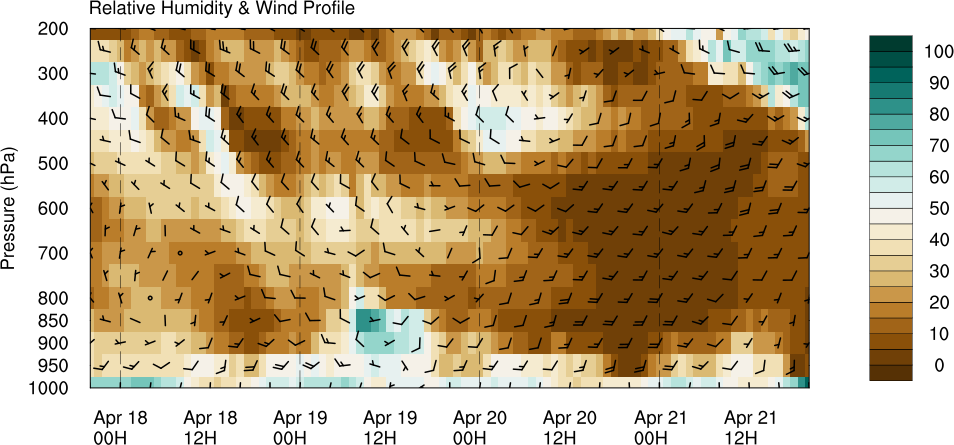 Relative Humidity & Wind Profile
Pressure (hPa)
200
300
400
500
600
700
800
850
900
950
1000
Apr 18 00H
Apr 18 12H
Apr 19 00H
Apr 19 12H
Apr 20 00H
Apr 20 12H
Apr 21 00H
Apr 21 12H
100
90
80
70
60
50
40
30
20
10
0